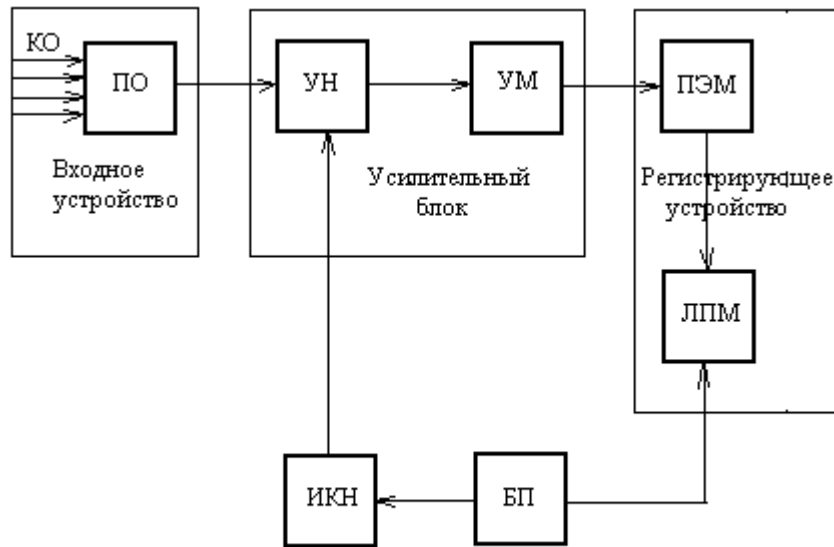 КО
ПО
Входное
устройство
УН
УМ
Усилительный
блок
ПЭМ
Регистрирующее
устройство
ЛПМ
ИКН
БП